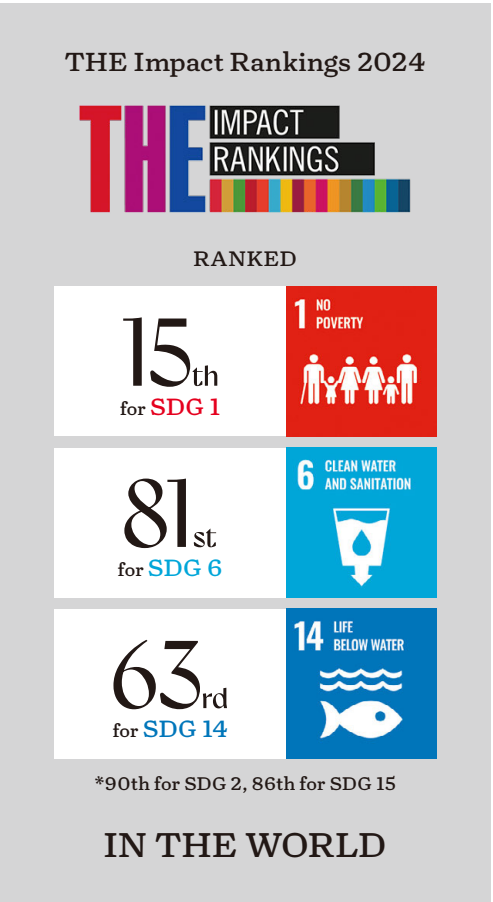 THE Impact Rankings 2024
THE IMPACT
RANKINGS
RANKED
15th
for SDG 1
1 NO
POVERTY
81st
for SDG 6
6 CLEAN WATER
AND SANITATION
63rd
for SDG 14
14 LIFE
BELOW WATER
*90th for SDG 2, 86th for SDG 15
IN THE WORLD